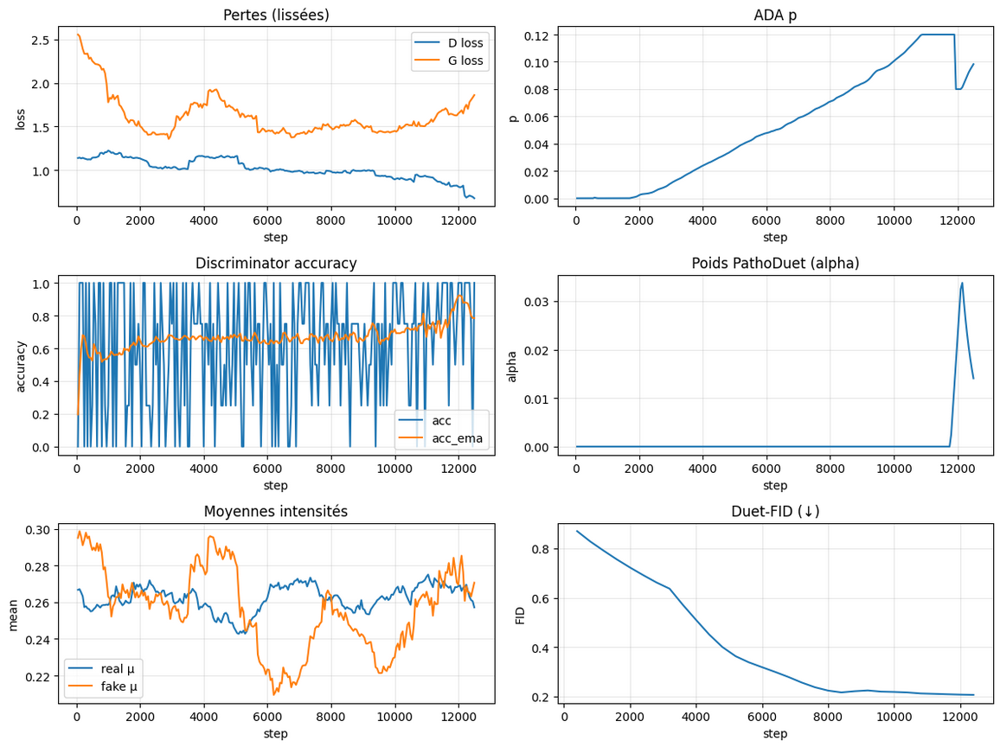 Pertes (lissées)
loss
2.5
2.0
1.5
1.0
D loss
G loss
0 2000 4000 6000 8000 10000 12000
step
ADA p
p
0.12
0.10
0.08
0.06
0.04
0.02
0.00
0 2000 4000 6000 8000 10000 12000
step
Discriminator accuracy
accuracy
1.0
0.8
0.6
0.4
0.2
0.0
acc
acc_ema
0 2000 4000 6000 8000 10000 12000
step
Poids PathoDuet (alpha)
alpha
0.03
0.02
0.01
0.00
0 2000 4000 6000 8000 10000 12000
step
Moyennes intensités
mean
0.30
0.28
0.26
0.24
0.22
real μ
fake μ
0 2000 4000 6000 8000 10000 12000
step
Duet-FID (↓)
FID
0.8
0.6
0.4
0.2
0 2000 4000 6000 8000 10000 12000
step